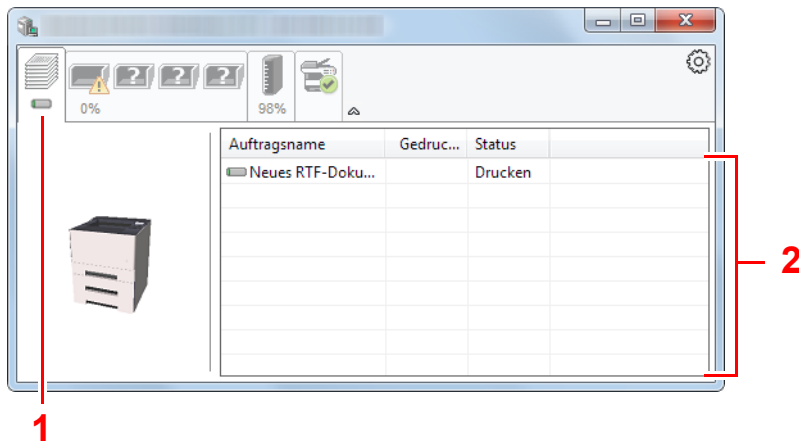 ? ? ?
0% 98%
Auftragsname Gedruc... Status
Neues RTF-Doku... Drucken
2
1